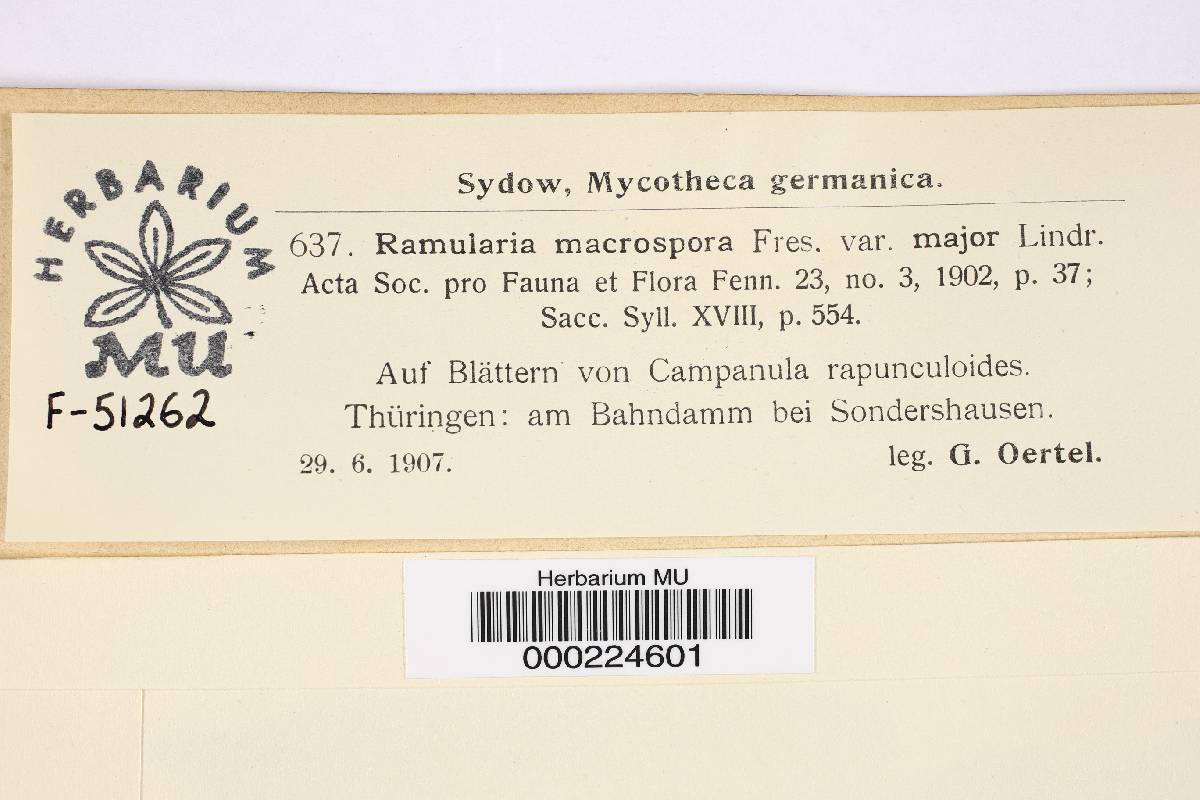 HERBARIUM
MU
F-51262
Sydow, Mycotheca germanica.
637. Ramularia macrospora Fres. var. major Lindr.
Acta Soc. pro Fauna et Flora Fenn. 23, no. 3, 1902, p. 37;
Sacc. Syll. XVIII, p. 554.
Auf Blättern von Campanula rapunculoides.
Thüringen: am Bahndamm bei Sondershausen.
29. 6. 1907. leg. G. Oertel.
Herbarium MU
000224601